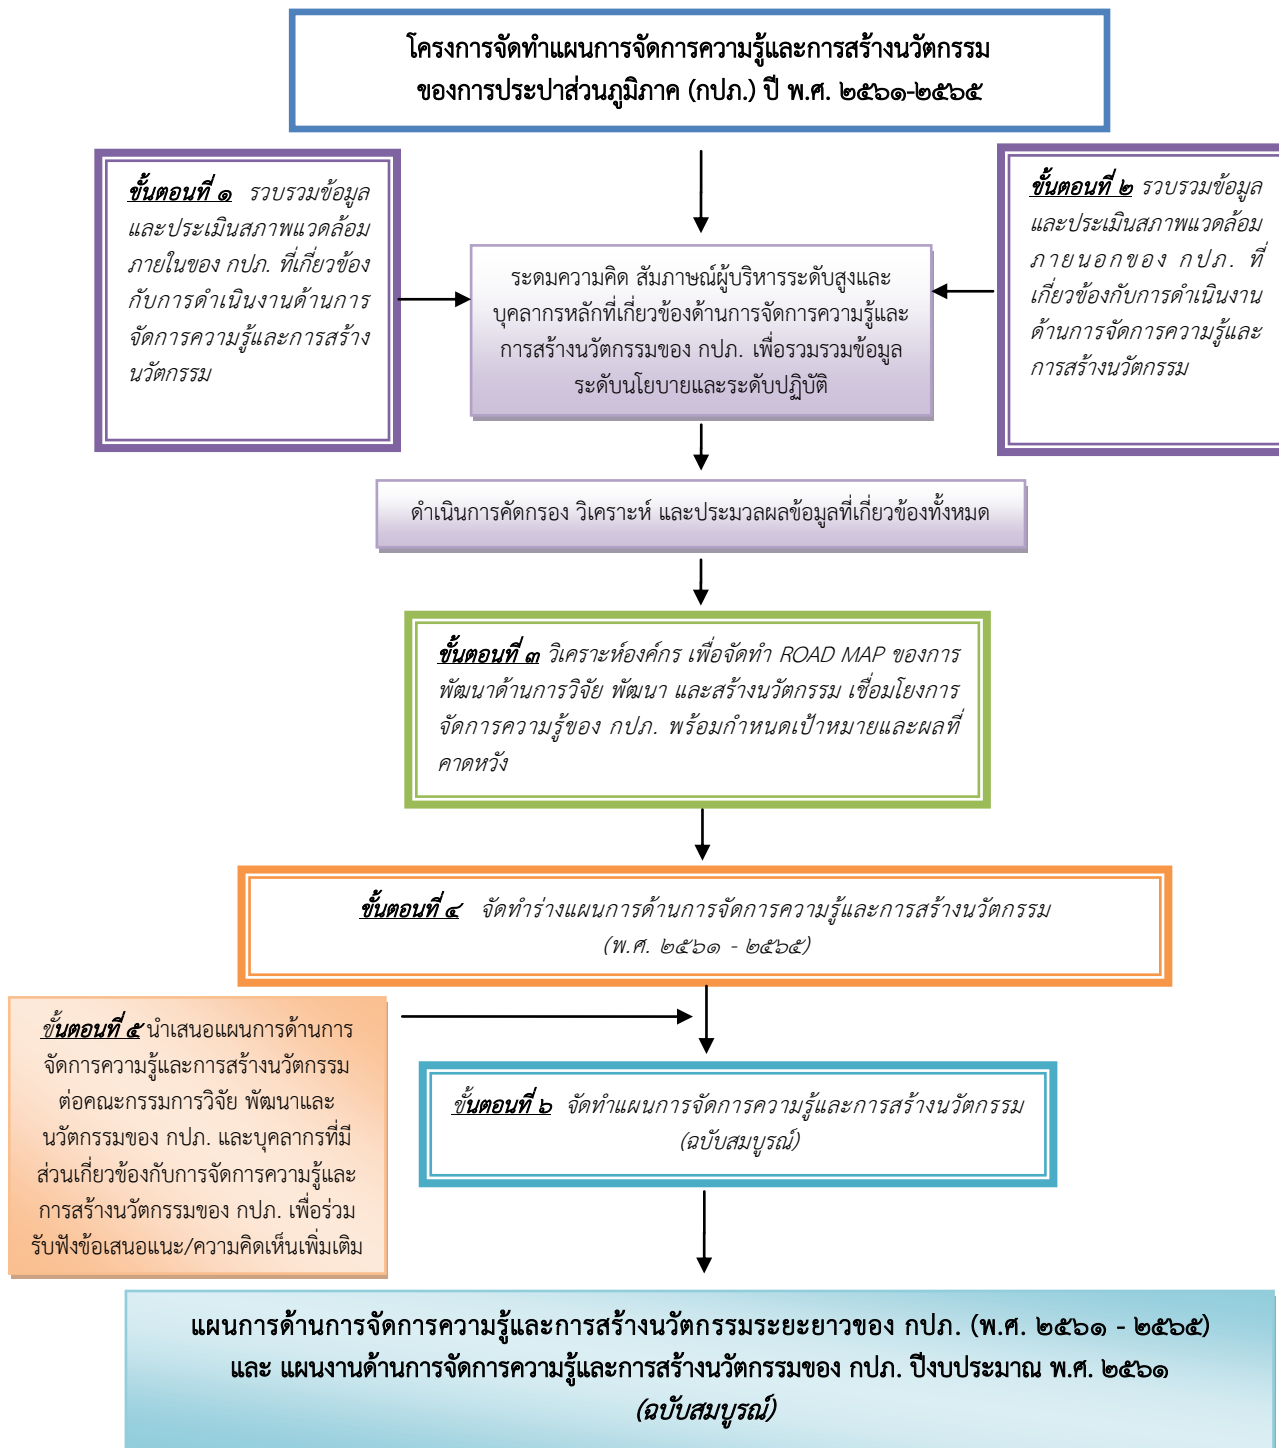 โครงการจัดทำแผนการจัดการความรู้และการสร้างนวัตกรรม
ของการประปาส่วนภูมิภาค (กปภ.) ปี พ.ศ. ๒๕๖๑-๒๕๖๕
ขั้นตอนที่ ๑ รวบรวมข้อมูล
และประเมินสภาพแวดล้อม
ภายในของ กปภ. ที่เกี่ยวข้อง
กับการดำเนินงานด้านการ
จัดการความรู้และการสร้าง
นวัตกรรม
ขั้นตอนที่ ๒ รวบรวมข้อมูล
และประเมินสภาพแวดล้อม
ภายนอกของ กปภ. ที่
เกี่ยวข้องกับการดำเนินงาน
ด้านการจัดการความรู้และ
การสร้างนวัตกรรม
ระดมความคิด สัมภาษณ์ผู้บริหารระดับสูงและ
บุคลากรหลักที่เกี่ยวข้องด้านการจัดการความรู้และ
การสร้างนวัตกรรมของ กปภ. เพื่อรวมรวมข้อมูล
ระดับนโยบายและระดับปฏิบัติ
ดำเนินการคัดกรอง วิเคราะห์ และประมวลผลข้อมูลที่เกี่ยวข้องทั้งหมด
ขั้นตอนที่ ๓ วิเคราะห์องค์กร เพื่อจัดทำ ROAD MAP ของการ
พัฒนาด้านการวิจัย พัฒนา และสร้างนวัตกรรม เชื่อมโยงการ
จัดการความรู้ของ กปภ. พร้อมกำหนดเป้าหมายและผลที่
คาดหวัง
ขั้นตอนที่ ๔ จัดทำร่างแผนการด้านการจัดการความรู้และการสร้างนวัตกรรม
(พ.ศ. ๒๕๖๑ - ๒๕๖๕)
ขั้นตอนที่ ๕ นำเสนอแผนการด้านการ
จัดการความรู้และการสร้างนวัตกรรม
ต่อคณะกรรมการวิจัย พัฒนาและ
นวัตกรรมของ กปภ. และบุคลากรที่มี
ส่วนเกี่ยวข้องกับการจัดการความรู้และ
การสร้างนวัตกรรมของ กปภ. เพื่อร่วม
รับฟังข้อเสนอแนะ/ความคิดเห็นเพิ่มเติม
ขั้นตอนที่ ๖ จัดทำแผนการจัดการความรู้และการสร้างนวัตกรรม
(ฉบับสมบูรณ์)
แผนการด้านการจัดการความรู้และการสร้างนวัตกรรมระยะยาวของ กปภ. (พ.ศ. ๒๕๖๑ - ๒๕๖๕)
และ แผนงานด้านการจัดการความรู้และการสร้างนวัตกรรมของ กปภ. ปีงบประมาณ พ.ศ. ๒๕๖๑
(ฉบับสมบูรณ์)